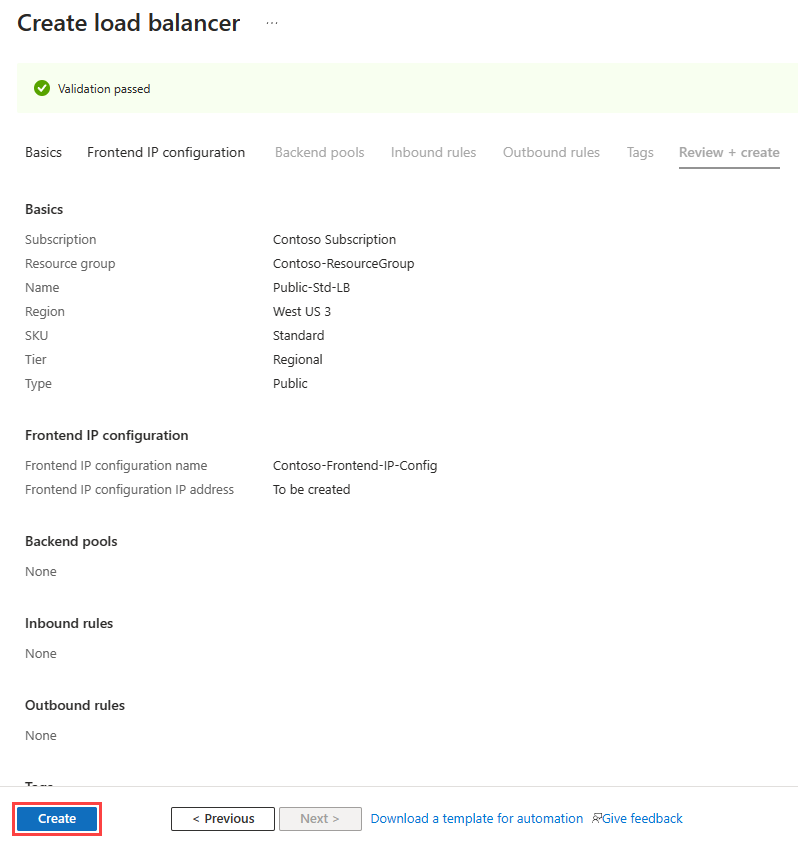 Create load balancer ...
Validation passed
Basics Frontend IP configuration Backend pools Inbound rules Outbound rules Tags Review + create
Basics
Subscription Contoso Subscription
Resource group Contoso-ResourceGroup
Name Public-Std-LB
Region West US 3
SKU Standard
Tier Regional
Type Public
Frontend IP configuration
Frontend IP configuration name Contoso-Frontend-IP-Config
Frontend IP configuration IP address To be created
Backend pools
None
Inbound rules
None
Outbound rules
None
Tags
Create < Previous Next > Download a template for automation Give feedback